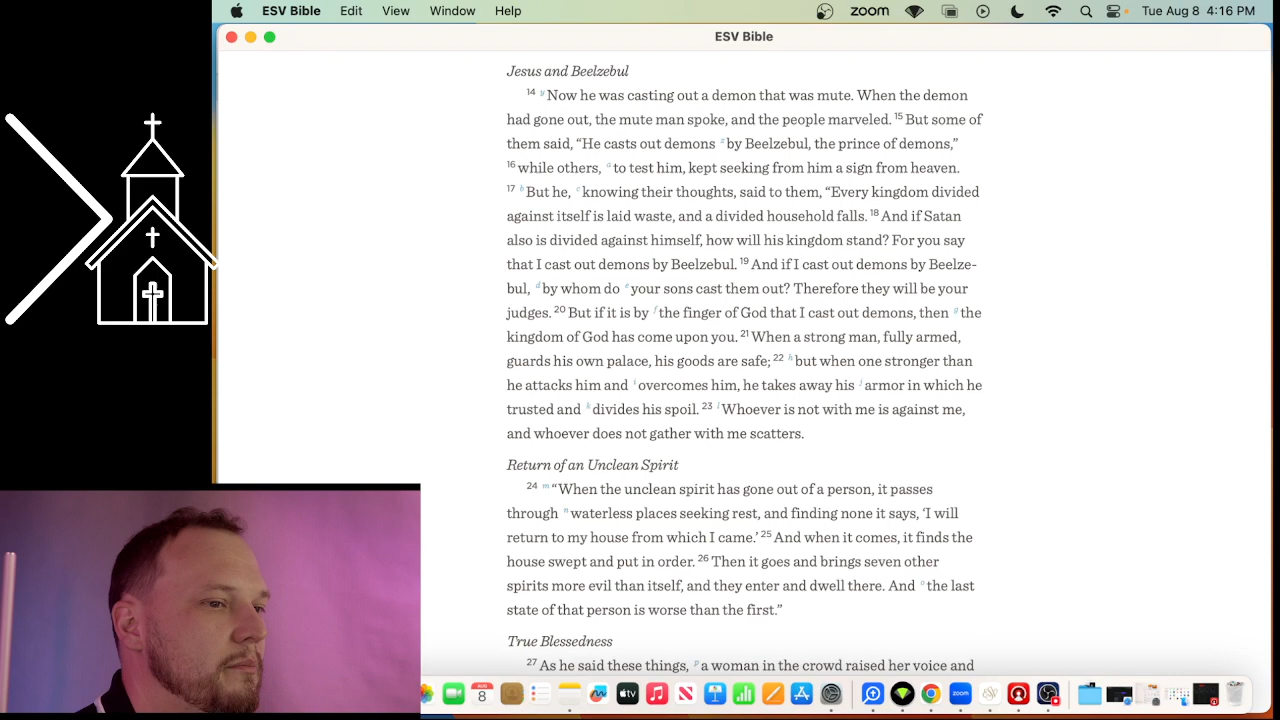 ESV Bible Edit View Window Help zoom Tue Aug 8 4:16 PM
ESV Bible
Jesus and Beelzebul
14 y Now he was casting out a demon that was mute. When the demon
had gone out, the mute man spoke, and the people marveled. 15 But some of
them said, “He casts out demons z by Beelzebul, the prince of demons,”
16 while others, a to test him, kept seeking from him a sign from heaven.
17 b But he, c knowing their thoughts, said to them, “Every kingdom divided
against itself is laid waste, and a divided household falls. 18 And if Satan
also is divided against himself, how will his kingdom stand? For you say
that I cast out demons by Beelzebul. 19 And if I cast out demons by Beelze-
bul, d by whom do e your sons cast them out? Therefore they will be your
judges. 20 But if it is by f the finger of God that I cast out demons, then g the
kingdom of God has come upon you. 21 When a strong man, fully armed,
guards his own palace, his goods are safe; 22 h but when one stronger than
he attacks him and i overcomes him, he takes away his j armor in which he
trusted and k divides his spoil. 23 l Whoever is not with me is against me,
and whoever does not gather with me scatters.
Return of an Unclean Spirit
24 m “When the unclean spirit has gone out of a person, it passes
through n waterless places seeking rest, and finding none it says, ‘I will
return to my house from which I came.’ 25 And when it comes, it finds the
house swept and put in order. 26 Then it goes and brings seven other
spirits more evil than itself, and they enter and dwell there. And o the last
state of that person is worse than the first.”
True Blessedness
27 As he said these things, p a woman in the crowd raised her voice and
AUG
8
tv
zoom